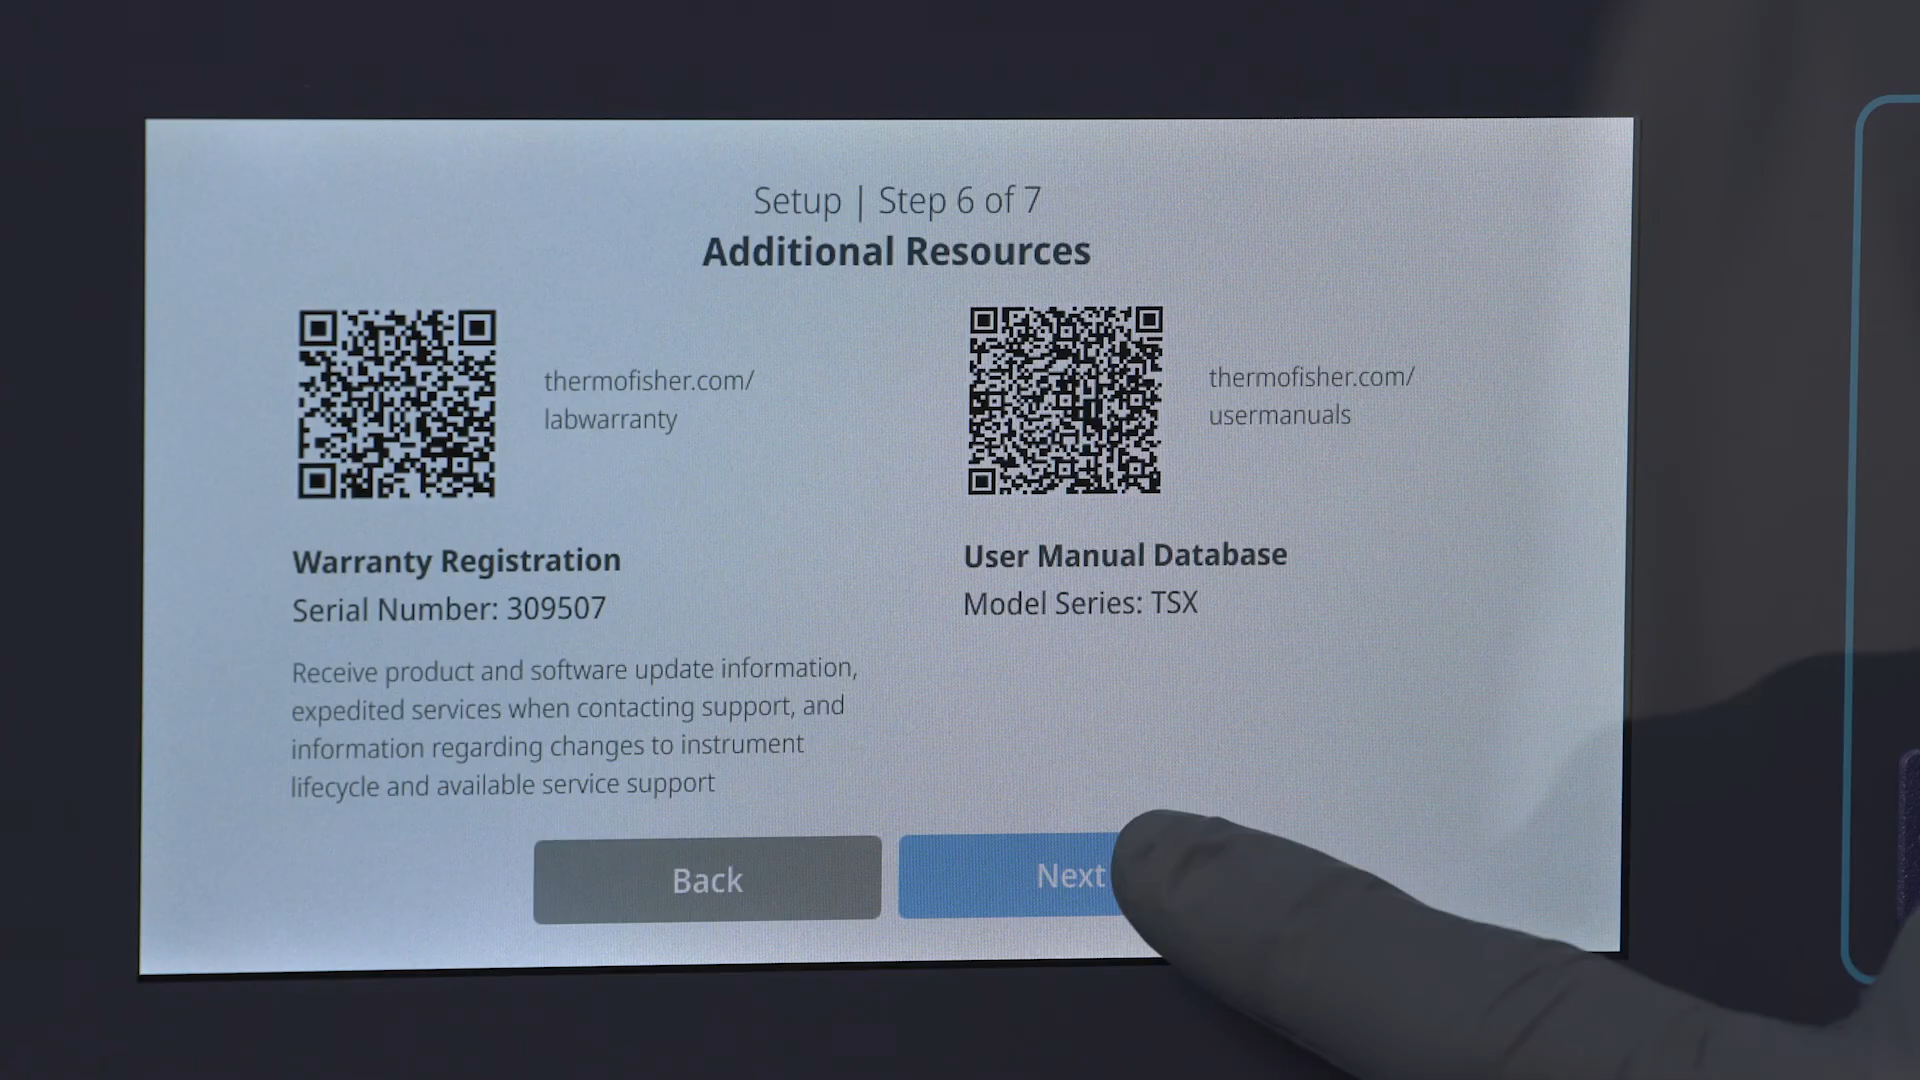 Setup | Step 6 of 7
Additional Resources
thermofisher.com/
labwarranty
Warranty Registration
Serial Number: 309507
Receive product and software update information,
expedited services when contacting support, and
information regarding changes to instrument
lifecycle and available service support
thermofisher.com/
usermanuals
User Manual Database
Model Series: TSX
Back
Next